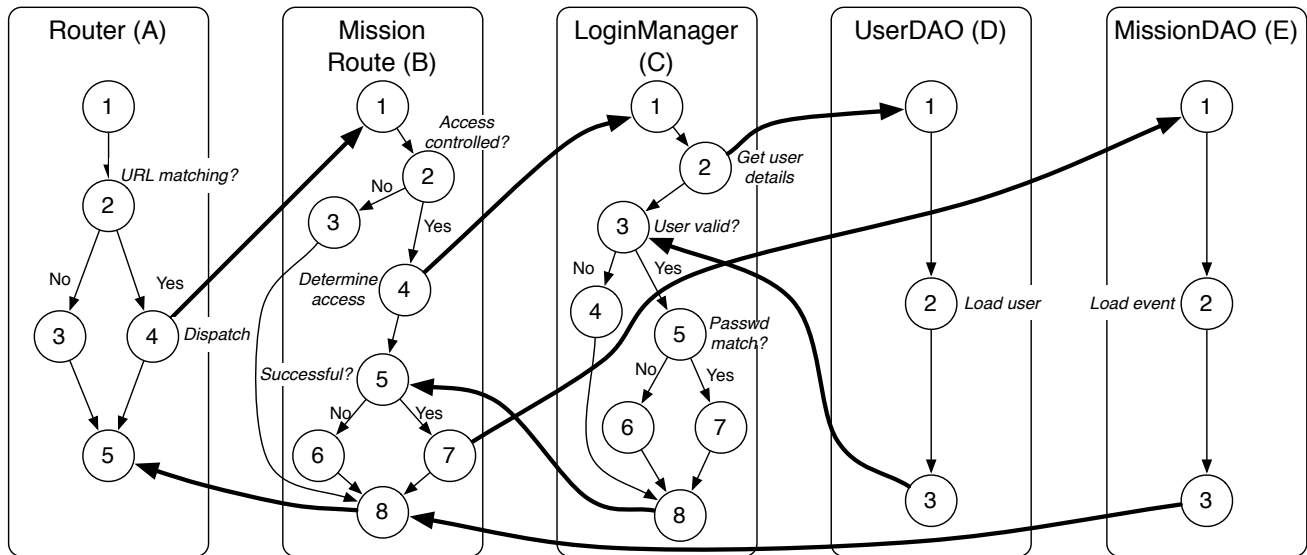 Router (A)
1
URL matching?
2
No
Yes
3
4
Dispatch
5
Mission
Route (B)
1
Access
controlled?
2
No
3
Yes
Determine
access
4
Successful?
5
No
Yes
6
7
8
LoginManager
(C)
1
2
Get user
details
3
User valid?
No
Yes
4
5
Passwd
match?
No
Yes
6
7
8
UserDAO (D)
1
2
Load user
3
MissionDAO (E)
1
Load event
2
3